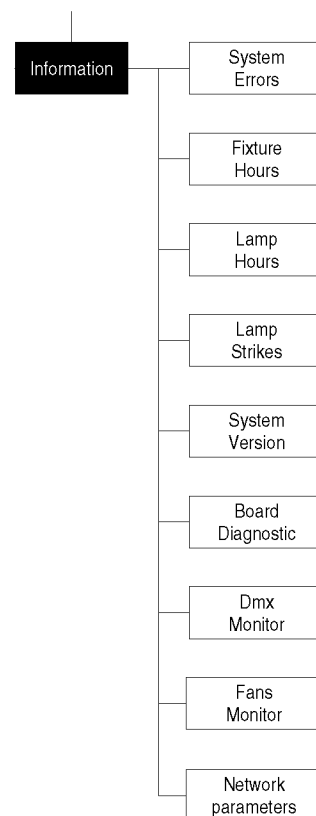 Information
System
Errors
Fixture
Hours
Lamp
Hours
Lamp
Strikes
System
Version
Board
Diagnostic
Dmx
Monitor
Fans
Monitor
Network
parameters